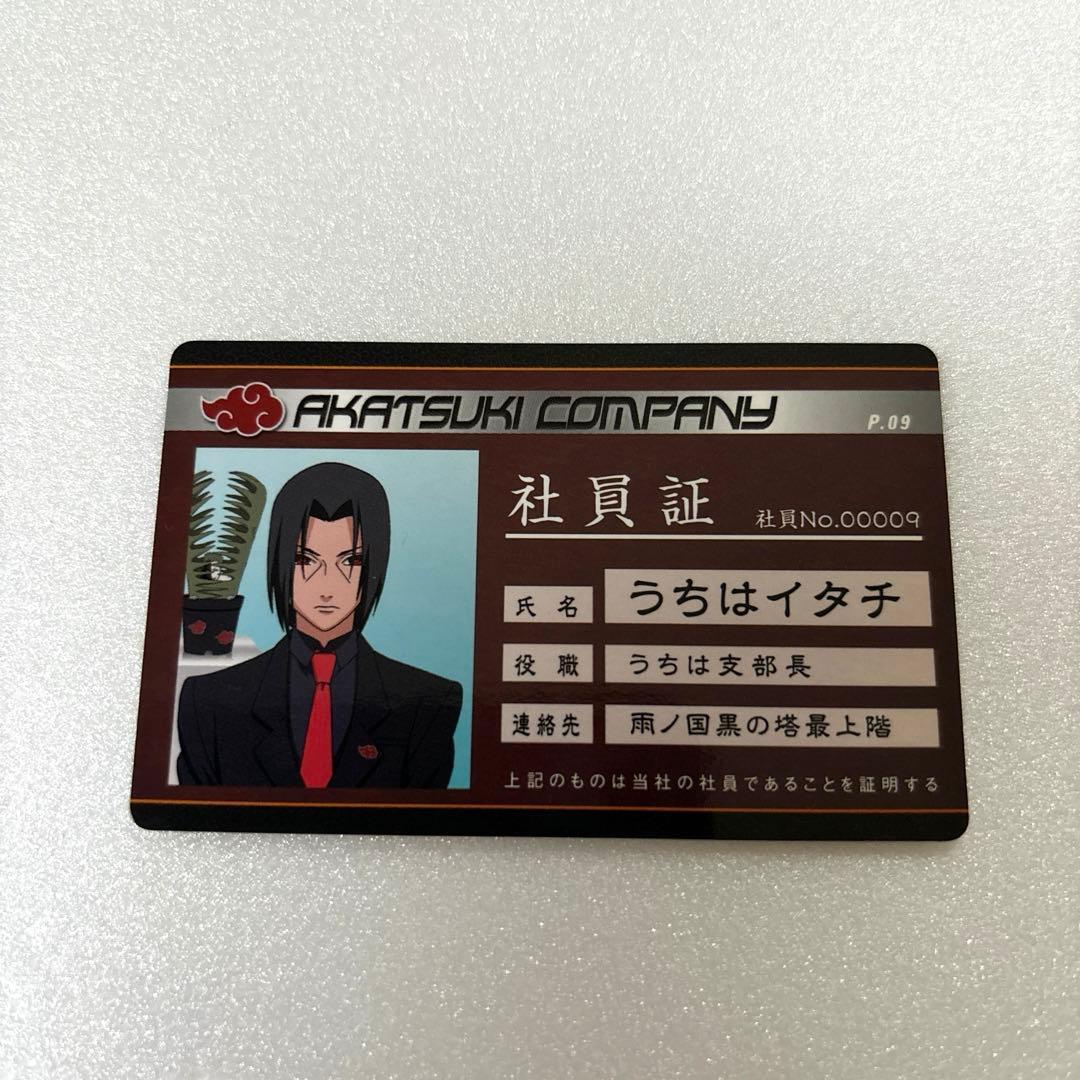 AKATSUKI COMPANY
P.09
社員証
社員No.00009
氏名 うちはイタチ
役職 うちは支部長
連絡先 雨ノ国黒の塔最上階
上記のものは当社の社員であることを証明する